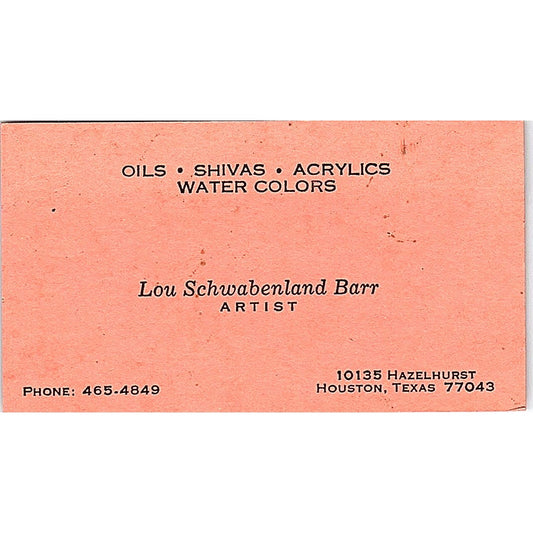 OILS • SHIVAS • ACRYLICS
WATER COLORS
Lou Schwabenland Barr
ARTIST
10135 HAZELHURST
PHONE: 465-4849 HOUSTON, TEXAS 77043